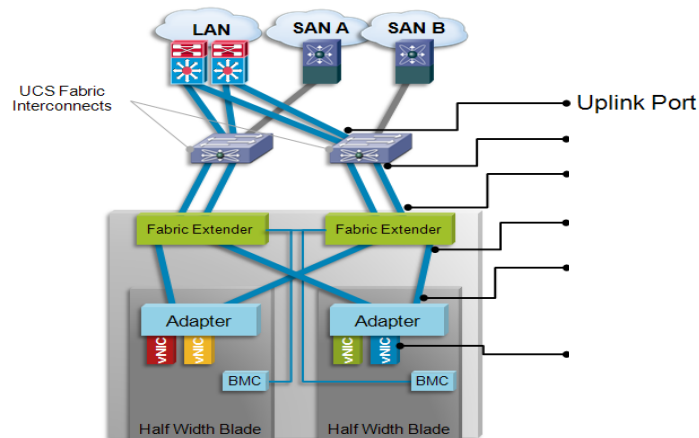 LAN
SAN A
SAN B
UCS Fabric
Interconnects
Uplink Port
Fabric Extender
Fabric Extender
Adapter
Adapter
vNIC
vNIC
vNIC
vNIC
BMC
BMC
Half Width Blade
Half Width Blade